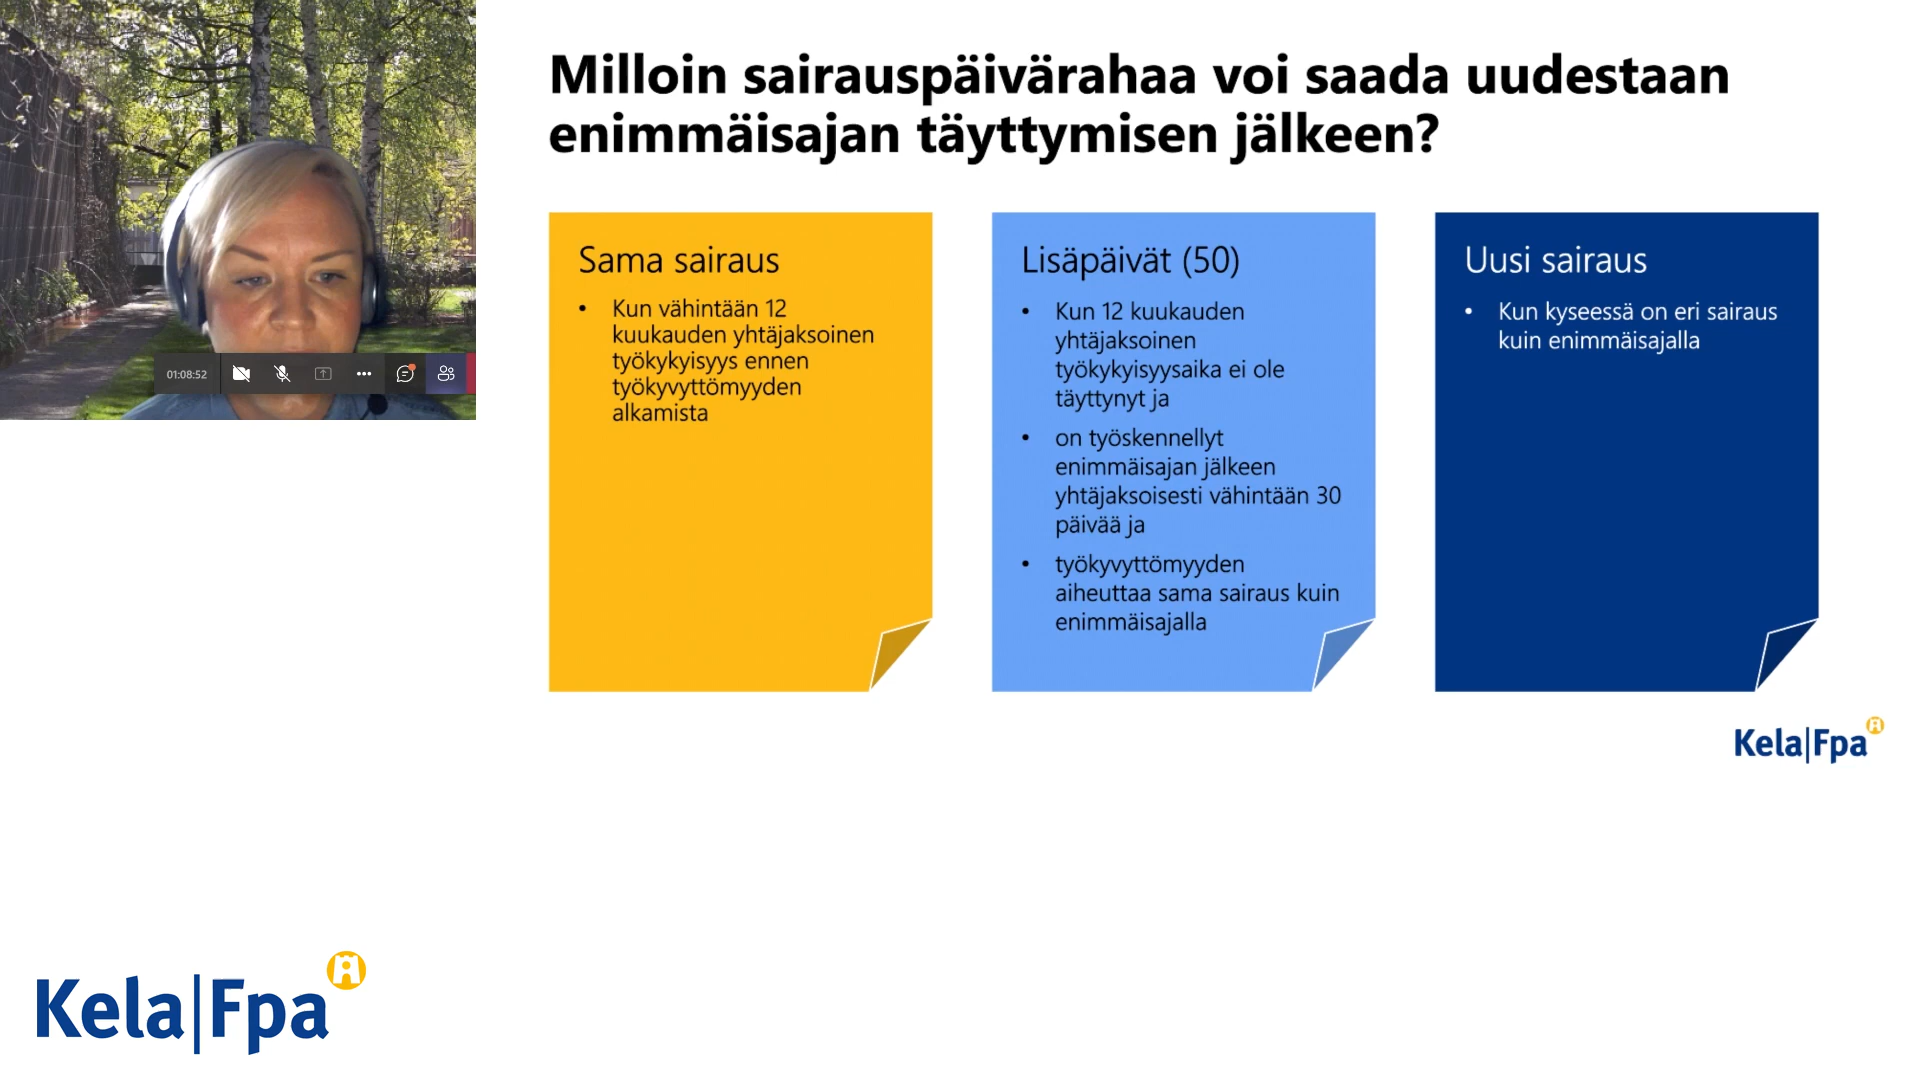 Milloin sairauspäivärahaa voi saada uudestaan
enimmäisajan täyttymisen jälkeen?
Sama sairaus
• Kun vähintään 12
kuukauden yhtäjaksoinen
työkykyisyys ennen
työkyvyttömyyden
alkamista
Lisäpäivät (50)
• Kun 12 kuukauden
yhtäjaksoinen
työkykyisyysaika ei ole
täyttynyt ja
• on työskennellyt
enimmäisajan jälkeen
yhtäjaksoisesti vähintään 30
päivää ja
• työkyvyttömyyden
aiheuttaa sama sairaus kuin
enimmäisajalla
Uusi sairaus
• Kun kyseessä on eri sairaus
kuin enimmäisajalla
01:08:52
Kela|Fpa
Kela|Fpa